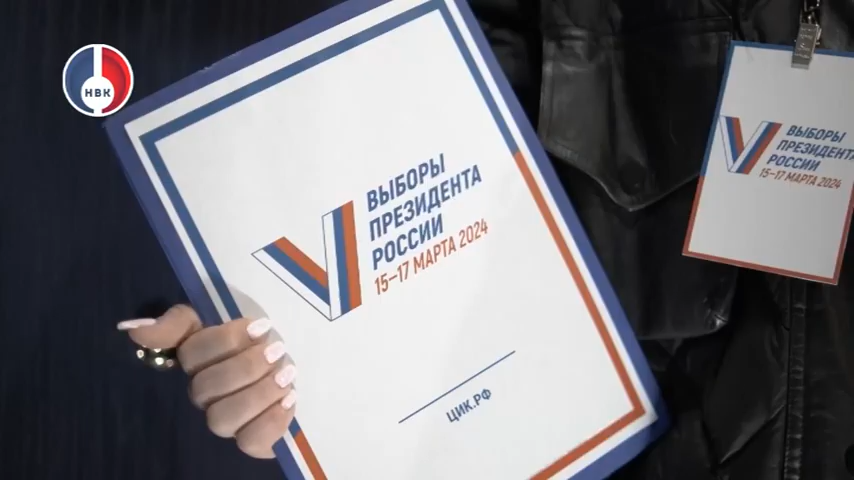 НВК
ВЫБОРЫ
ПРЕЗИДЕНТА
РОССИИ
15–17 МАРТА 2024
ЦИК.РФ
ВЫБОРЫ
ПРЕЗИДЕНТА
РОССИИ
15–17 МАРТА 2024